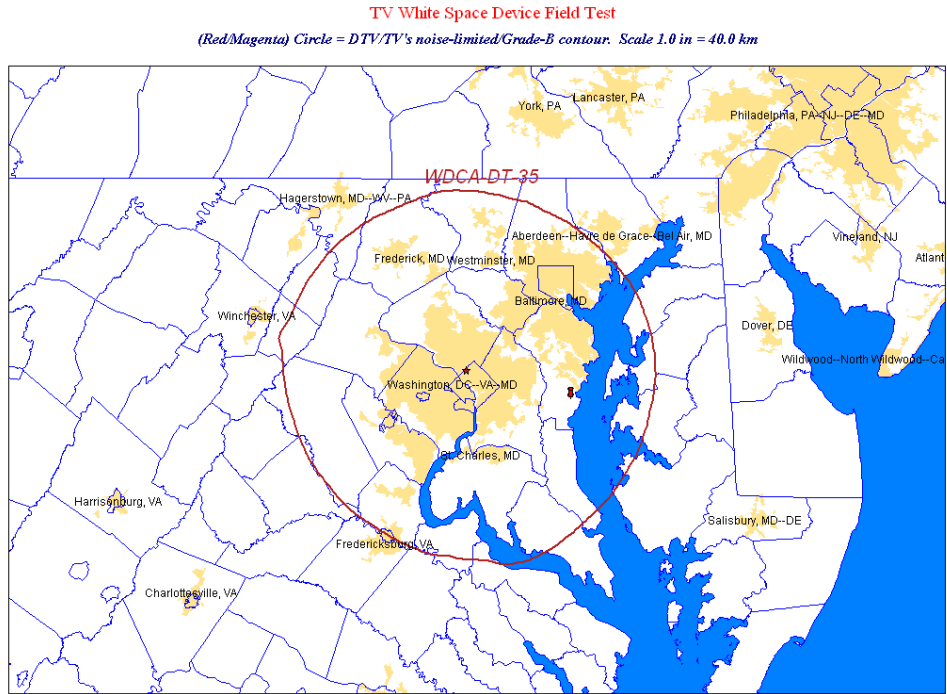 TV White Space Device Field Test
(Red/Magenta) Circle = DTV/TV's noise-limited/Grade-B contour. Scale 1.0 in = 40.0 km
Lancaster, PA
York, PA
Philadelphia, PA--NJ--DE--MD
WDCA-DT-35
Hagerstown, MD--WV--PA
Aberdeen--Havre de Grace--Bel Air, MD
Vineland, NJ
Frederick, MD
Westminster, MD
Atlant
Baltimore, MD
Winchester, VA
Dover, DE
Wildwood--North Wildwood--Ca
Washington, DC--VA--MD
St. Charles, MD
Harrisonburg, VA
Salisbury, MD--DE
Fredericksburg, VA
Charlottesville, VA